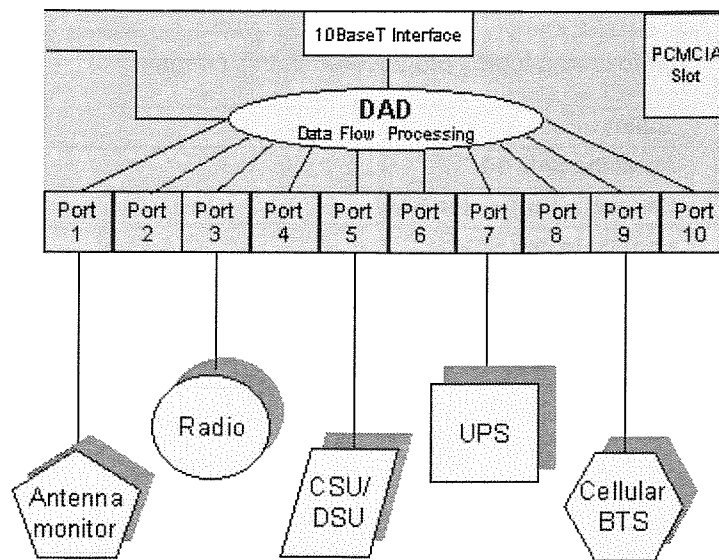 10BaseT Interface
PCMCIA
Slot
DAD
Data Flow Processing
Port
1
Port
2
Port
3
Port
4
Port
5
Port
6
Port
7
Port
8
Port
9
Port
10
Radio
UPS
Antenna
monitor
CSU/
DSU
Cellular
BTS